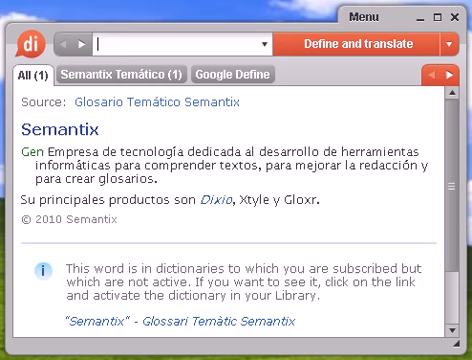 Menu
di
Define and translate
All (1)
Semantix Temático (1)
Google Define
Source: Glosario Temático Semantix
Semantix
Gen Empresa de tecnología dedicada al desarrollo de herramientas
informáticas para comprender textos, para mejorar la redacción y
para crear glosarios.
Su principales producto son Dixio, Xtyle y Gloxr.
© 2010 Semantix
i
This word is in dictionaries to which you are subscribed but
which are not active. If you want to see it, click on the link
and activate the dictionary in your Library.
"Semantix" - Glossari Temàtic Semantix